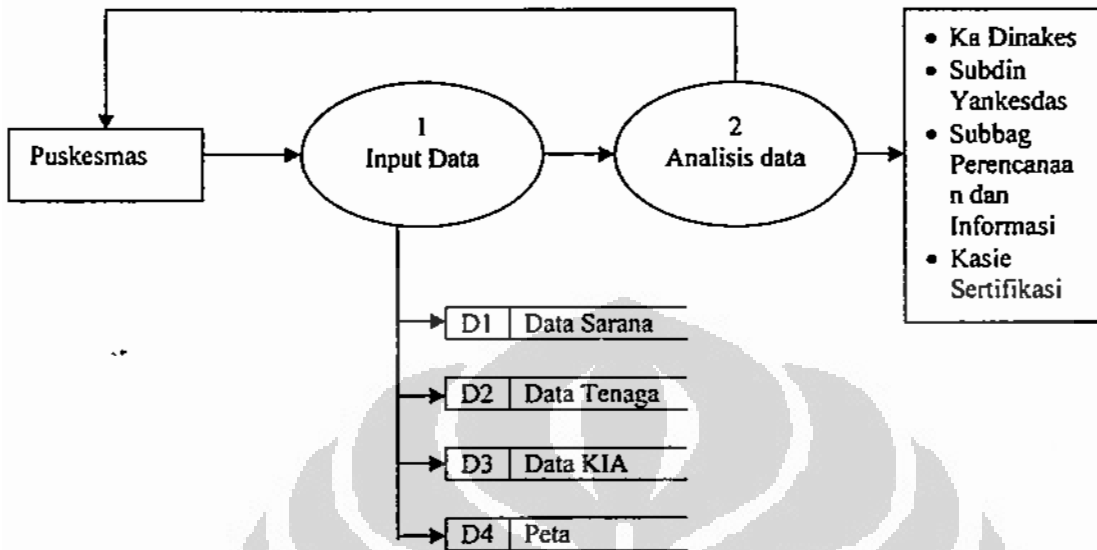 Puskesmas
1
Input Data
2
Analisis data
• Ka Dinakes
• Subdin
Yankesdas
• Subbag
Perencanaa
n dan
Informasi
• Kasie
Sertifikasi
D1 Data Sarana
D2 Data Tenaga
D3 Data KIA
D4 Peta